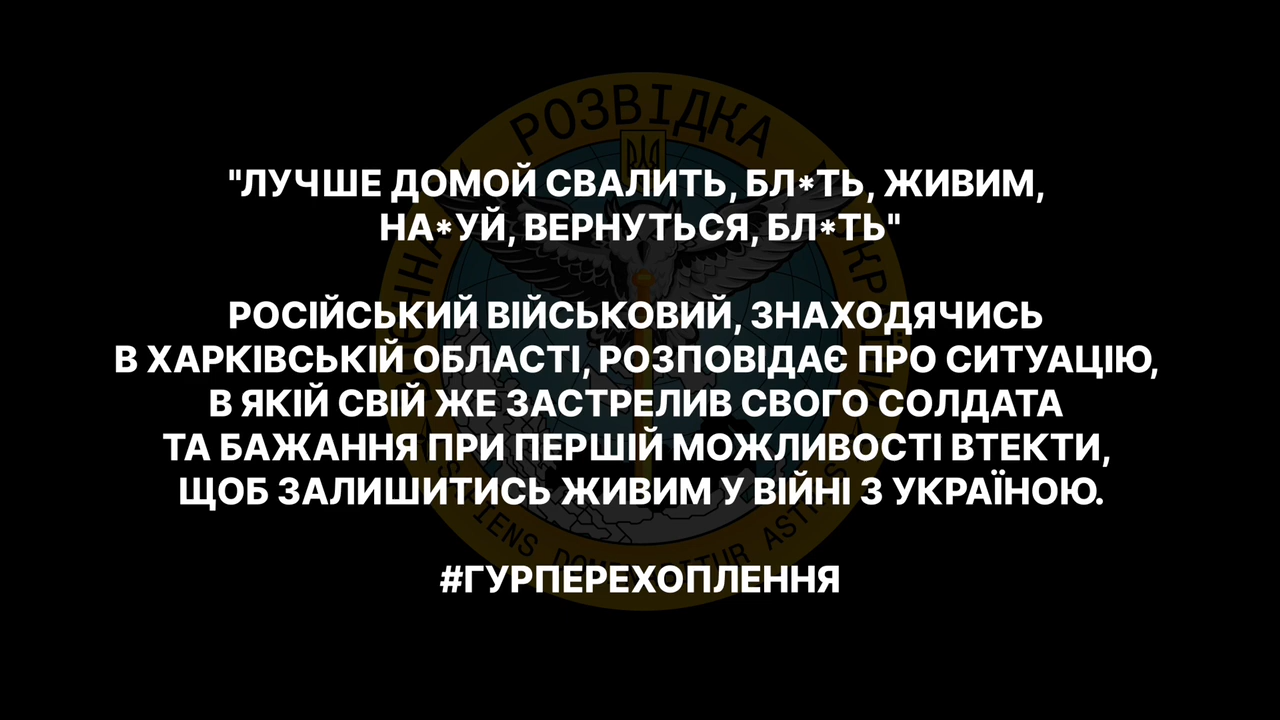 РОЗВІДКА
"ЛУЧШЕ ДОМОЙ СВАЛИТЬ, БЛ*ТЬ, ЖИВИМ,
НА*УЙ, ВЕРНУТЬСЯ, БЛ*ТЬ"
РОСІЙСЬКИЙ ВІЙСЬКОВИЙ, ЗНАХОДЯЧИСЬ
В ХАРКІВСЬКІЙ ОБЛАСТІ, РОЗПОВІДАЄ ПРО СИТУАЦІЮ,
В ЯКІЙ СВІЙ ЖЕ ЗАСТРЕЛИВ СВОГО СОЛДАТА
ТА БАЖАННЯ ПРИ ПЕРШІЙ МОЖЛИВОСТІ ВТЕКТИ,
ЩОБ ЗАЛИШИТИСЬ ЖИВИМ У ВІЙНІ З УКРАЇНОЮ.
#ГУРПЕРЕХОПЛЕННЯ